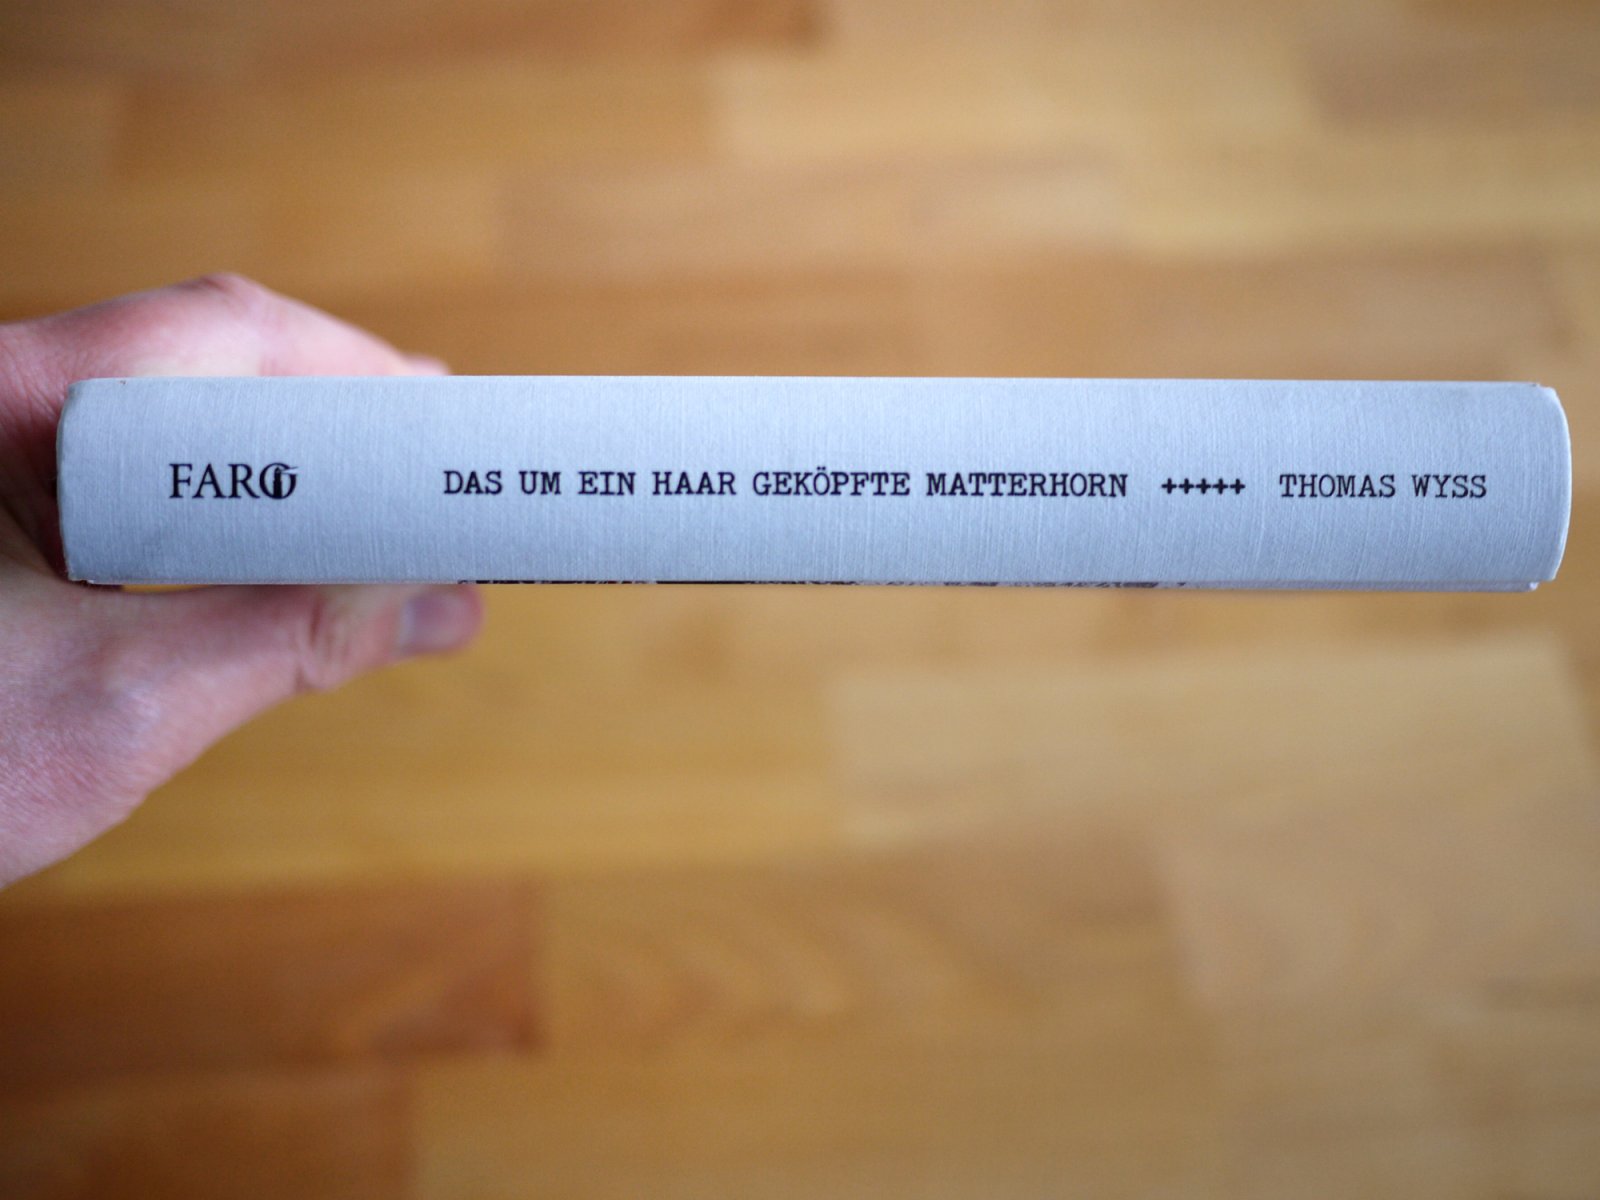 FARO DAS UM EIN HAAR GEKÖPFTE MATTERHORN +++++ THOMAS WYSS